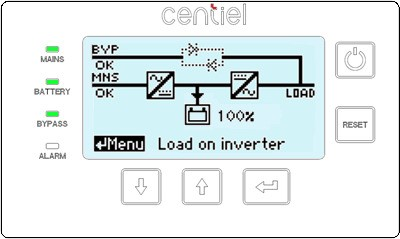 centiel
BYP
OK
MNS
OK
LOAD
100%
↵Menu Load on inverter
MAINS
BATTERY
BYPASS
ALARM
RESET